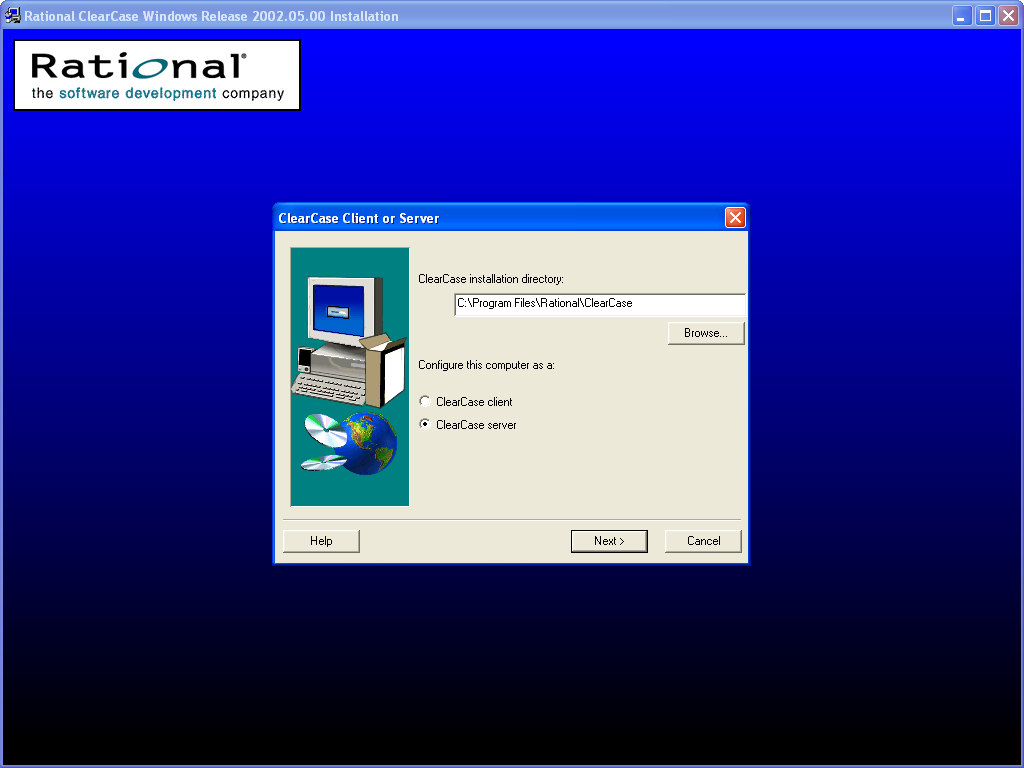 Rational ClearCase Windows Release 2002.05.00 Installation
Rational®
the software development company
ClearCase Client or Server
ClearCase installation directory:
C:\Program Files\Rational\ClearCase
Browse...
Configure this computer as a:
ClearCase client
ClearCase server
Help
Next >
Cancel